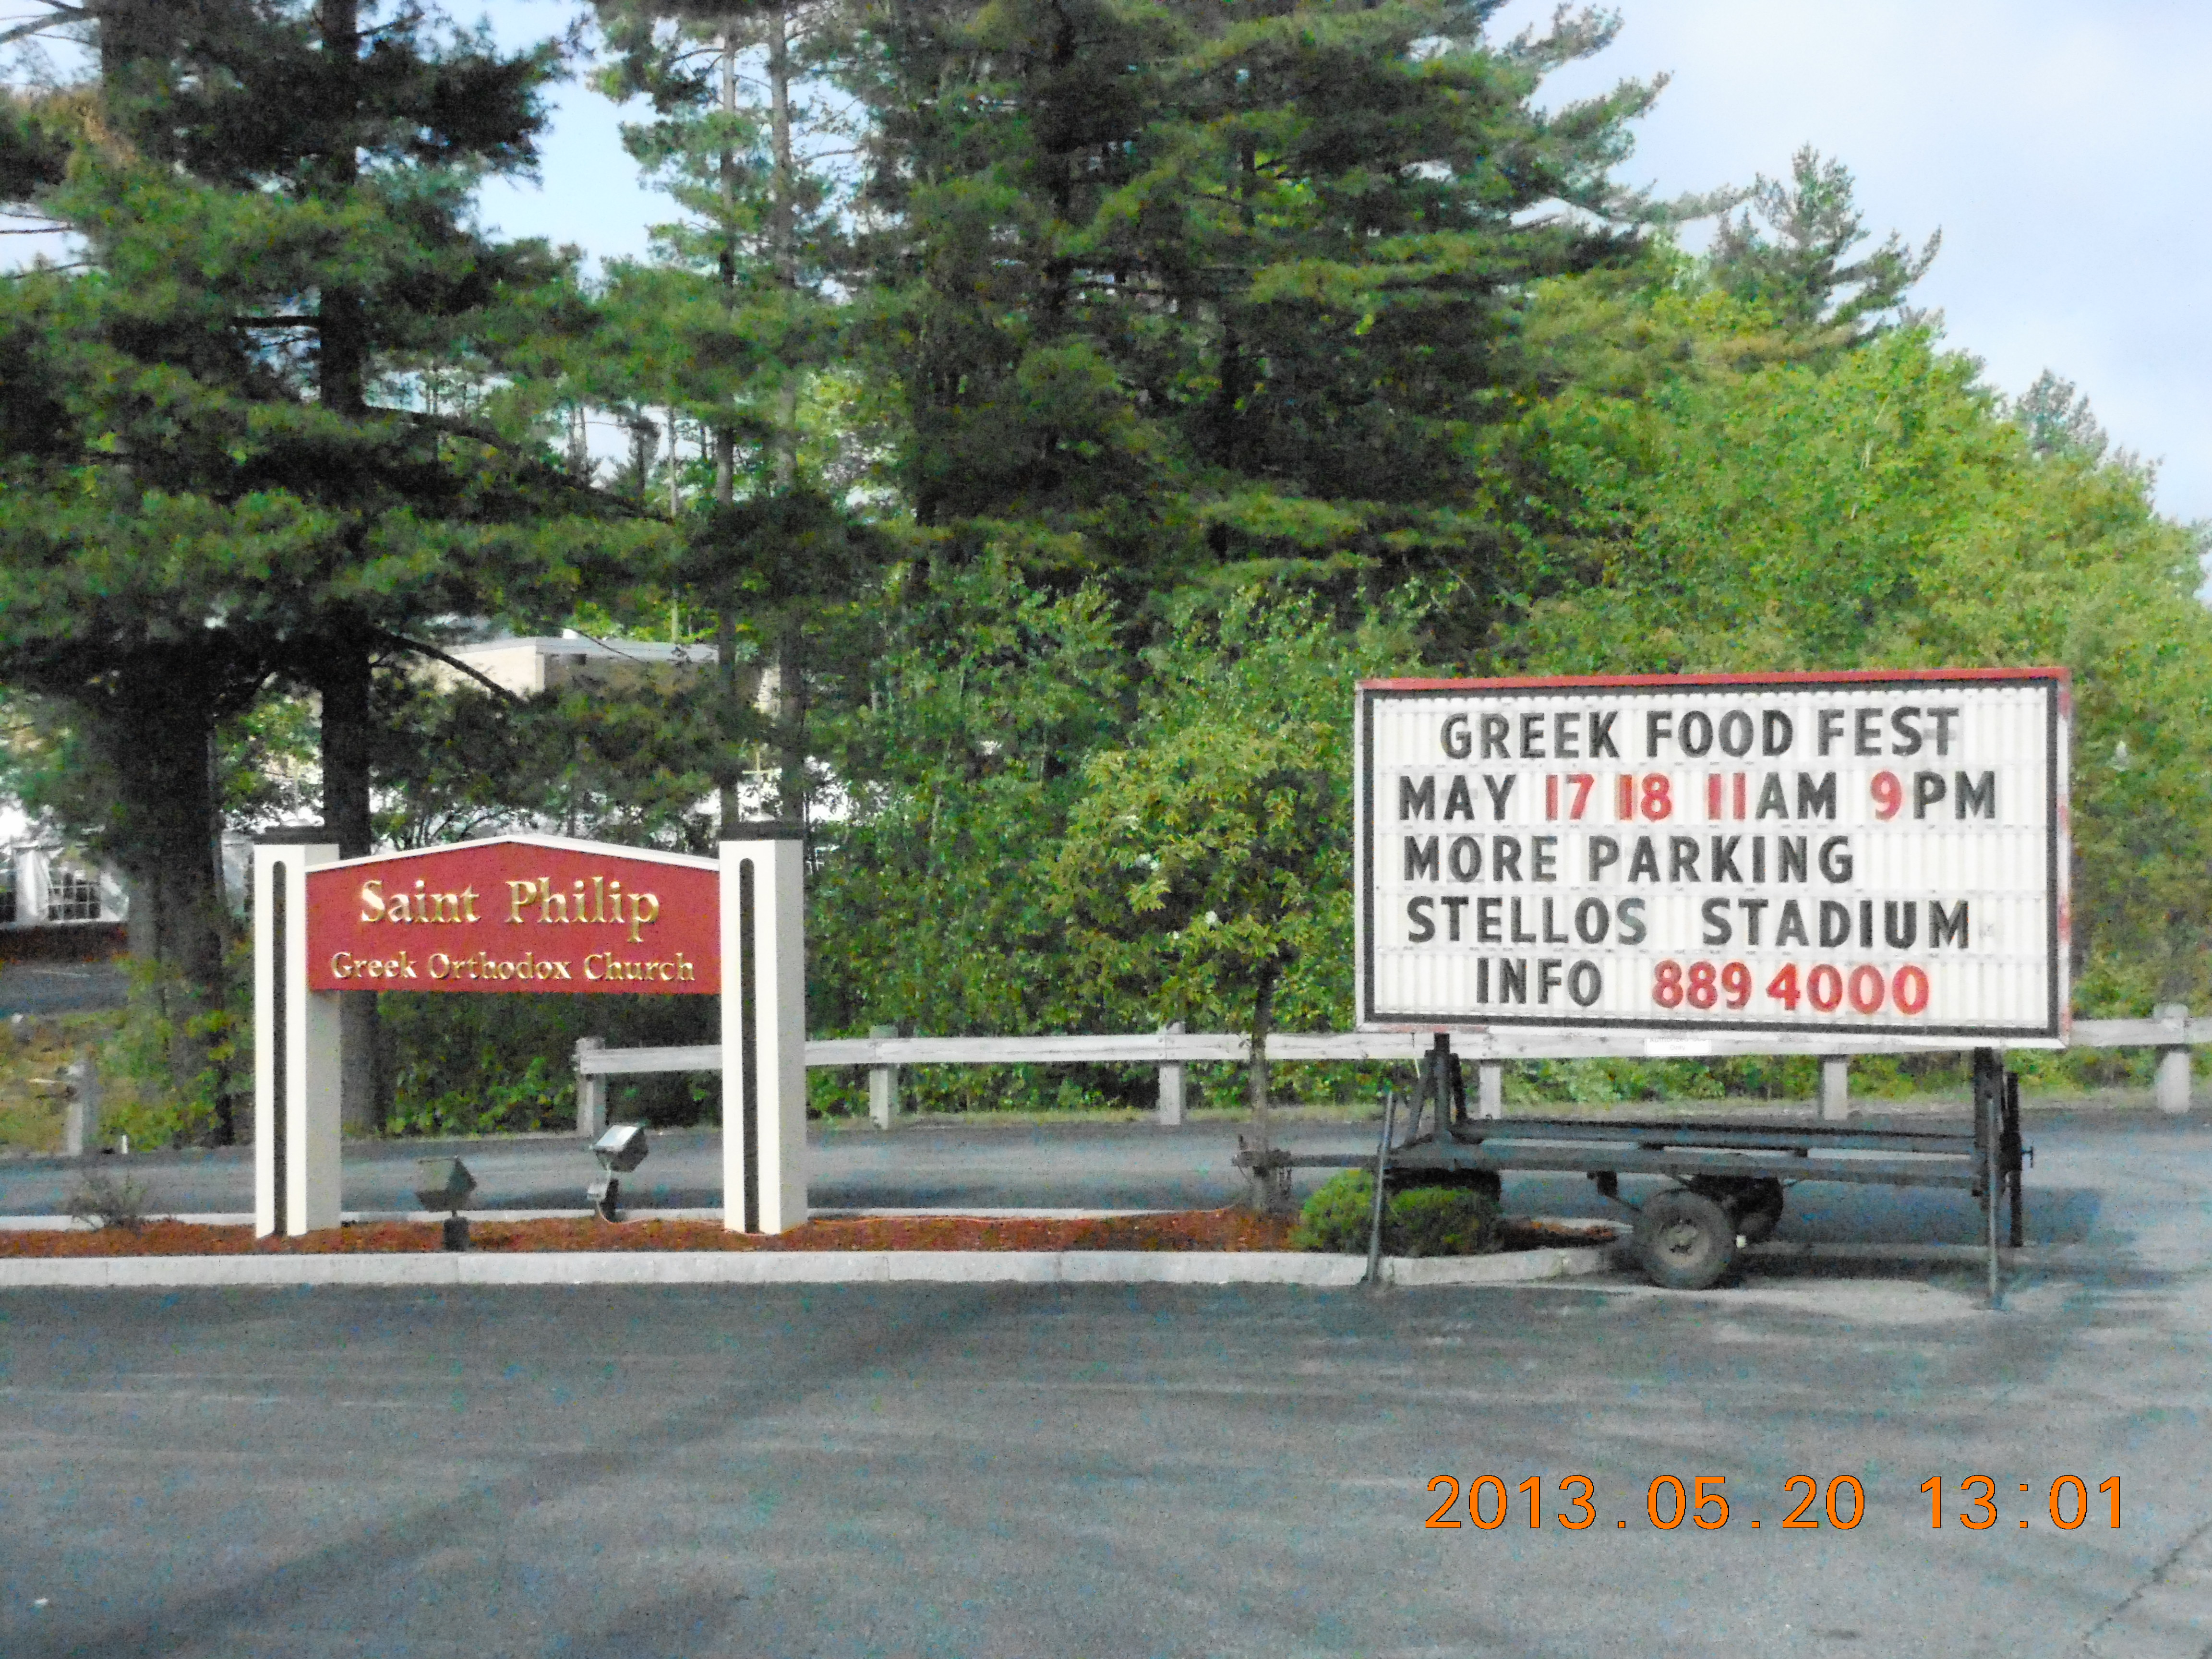 Saint Philip
Greek Orthodox Church
GREEK FOOD FEST
MAY 17 18 11AM 9PM
MORE PARKING
STELLOS STADIUM
INFO 889 4000
2013.05.20 13:01